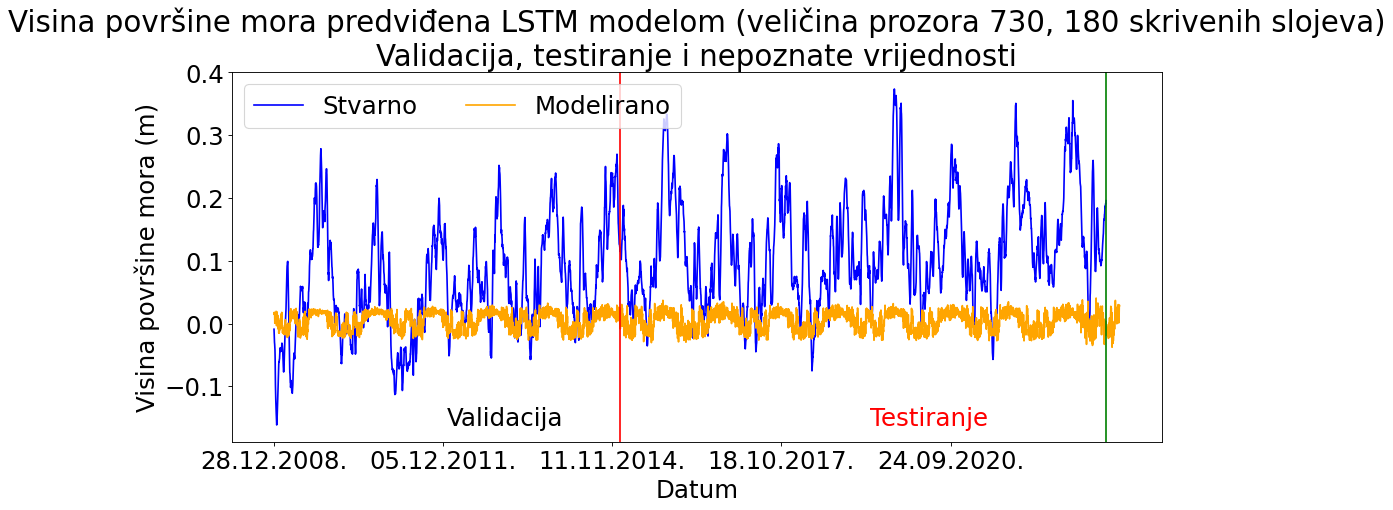 Visina površine mora predviđena LSTM modelom (veličina prozora 730, 180 skrivenih slojeva)
Validacija, testiranje i nepoznate vrijednosti
Stvarno
Modelirano
Visina površine mora (m)
0.4
0.3
0.2
0.1
0.0
−0.1
Validacija
Testiranje
28.12.2008.
05.12.2011.
11.11.2014.
18.10.2017.
24.09.2020.
Datum